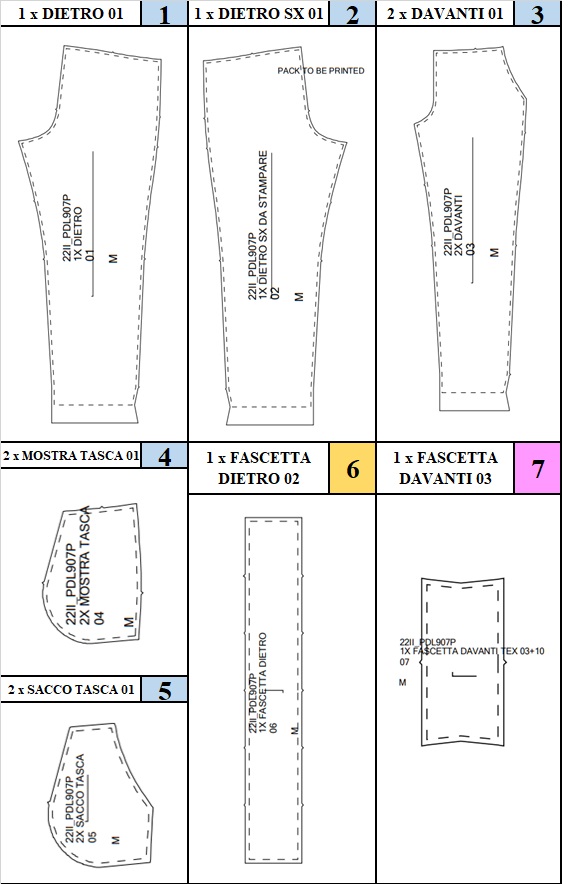 1 x DIETRO 01
1
1 x DIETRO SX 01
2
2 x DAVANTI 01
3
22II_PDL907P
1X DIETRO
01
M
PACK TO BE PRINTED
22II_PDL907P
1X DIETRO SX DA STAMPARE
02
M
22II_PDL907P
2X DAVANTI
03
M
2 x MOSTRA TASCA 01
4
22II_PDL907P
2X MOSTRA TASCA
04
M
2 x SACCO TASCA 01
5
22II_PDL907P
2X SACCO TASCA
05
M
1 x FASCETTA
DIETRO 02
6
22II_PDL907P
1X FASCETTA DIETRO
06
M
1 x FASCETTA
DAVANTI 03
7
22II_PDL907P
1X FASCETTA DAVANTI TEX 03+10
07
M